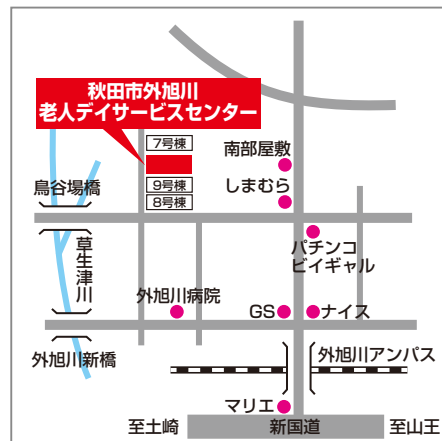 秋田市外旭川
老人デイサービスセンター
7号棟
南部屋敷
9号棟
しまむら
鳥谷場橋
8号棟
草生津川
パチンコ
ビイギャル
外旭川病院
GS
ナイス
外旭川新橋
外旭川アンパス
マリエ
至土崎
新国道
至山王